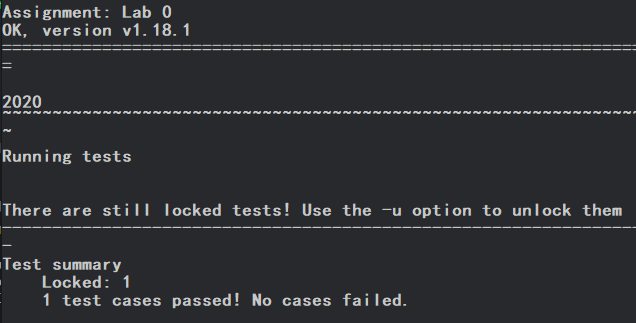 Assignment: Lab 0
OK, version v1.18.1
================================================================
=

2020
~~~~~~~~~~~~~~~~~~~~~~~~~~~~~~~~~~~~~~~~~~~~~~~~~~~~~~~~~~~~~~~~
~
Running tests

There are still locked tests! Use the -u option to unlock them
----------------------------------------------------------------
-
Test summary
    Locked: 1
    1 test cases passed! No cases failed.